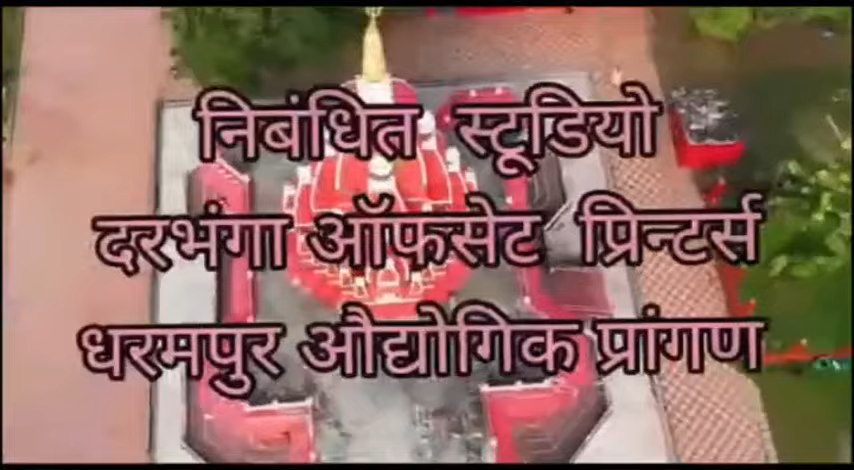 निबंधित स्टूडियो
दरभंगा ऑफसेट प्रिन्टर्स
धरमपुर औद्योगिक प्रांगण